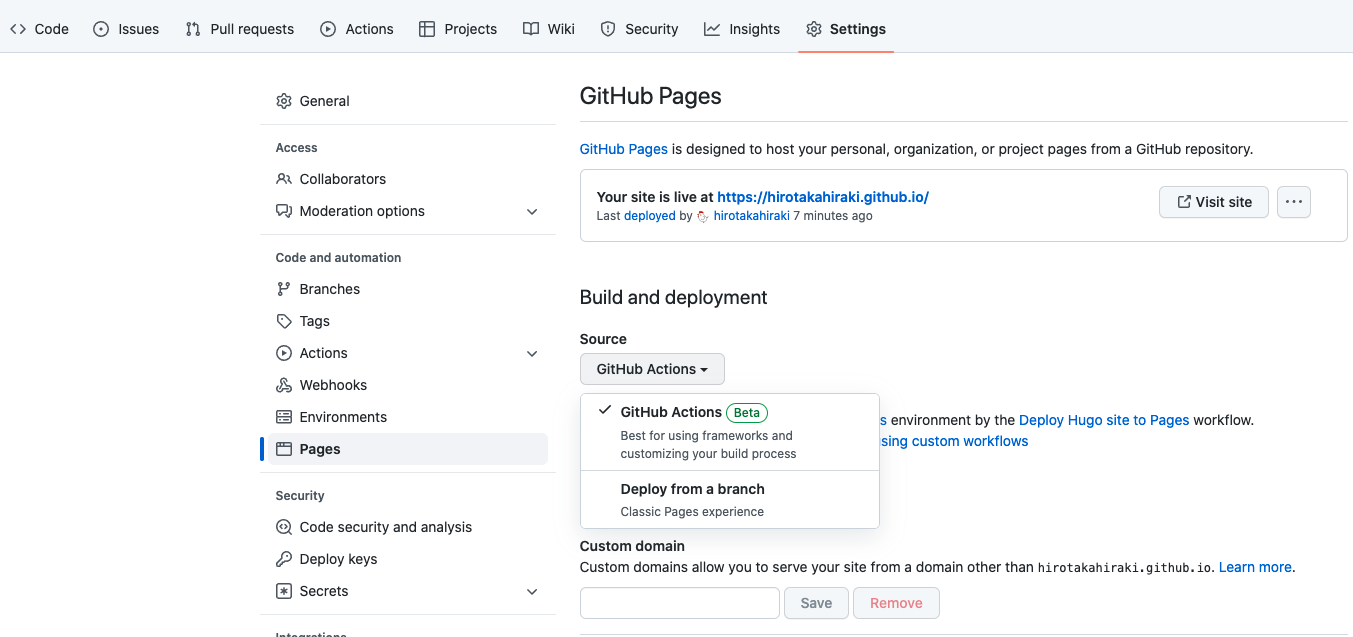 Code Issues Pull requests Actions Projects Wiki Security Insights Settings
General
Access
Collaborators
Moderation options
Code and automation
Branches
Tags
Actions
Webhooks
Environments
Pages
Security
Code security and analysis
Deploy keys
Secrets
GitHub Pages
GitHub Pages is designed to host your personal, organization, or project pages from a GitHub repository.
Your site is live at https://hirotakahiraki.github.io/
Last deployed by hirotakahiraki 7 minutes ago
Visit site
Build and deployment
Source
GitHub Actions
GitHub Actions Beta
Best for using frameworks and
customizing your build process
Deploy from a branch
Classic Pages experience
environment by the Deploy Hugo site to Pages workflow.
custom workflows
Custom domain
Custom domains allow you to serve your site from a domain other than hirotakahiraki.github.io. Learn more.
Save Remove